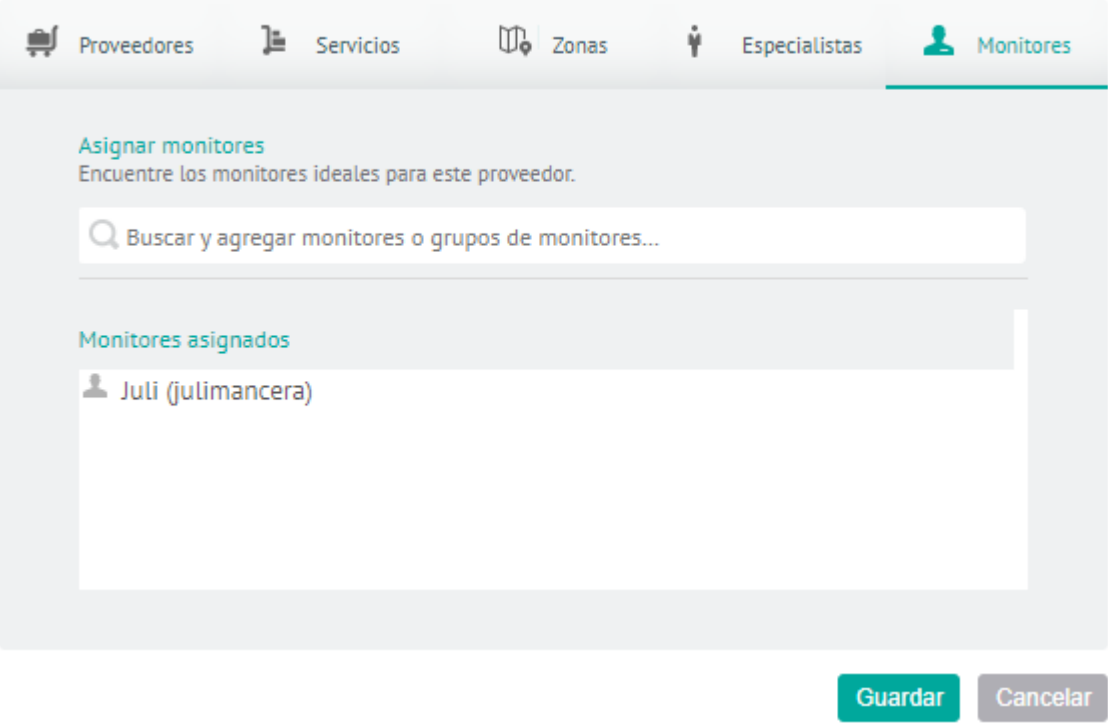 Proveedores Servicios Zonas Especialistas Monitores
Asignar monitores
Encuentre los monitores ideales para este proveedor.
Buscar y agregar monitores o grupos de monitores...
Monitores asignados
Juli (julimancera)
Guardar Cancelar